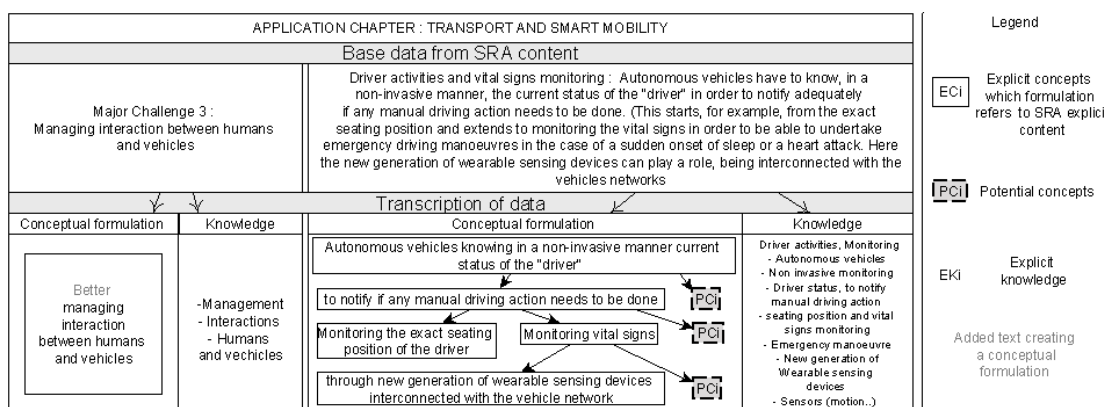 APPLICATION CHAPTER : TRANSPORT AND SMART MOBILITY
Base data from SRA content
Major Challenge 3 :
Managing interaction between humans
and vehicles
Driver activities and vital signs monitoring : Autonomous vehicles have to know, in a
non-invasive manner, the current status of the "driver" in order to notify adequately
if any manual driving action needs to be done. (This starts, for example, from the exact
seating position and extends to monitoring the vital signs in order to be able to undertake
emergency driving manoeuvres in the case of a sudden onset of sleep or a heart attack. Here
the new generation of wearable sensing devices can play a role, being interconnected with the
vehicles networks
Transcription of data
Conceptual formulation
Knowledge
Conceptual formulation
Knowledge
Better
managing
interaction
between humans
and vehicles
-Management
- Interactions
- Humans
and vechicles
Autonomous vehicles knowing in a non-invasive manner current
status of the "driver"
to notify if any manual driving action needs to be done
PCi
Monitoring the exact seating
position of the driver
Monitoring vital signs
PCi
through new generation of wearable sensing devices
interconnected with the vehicle network
PCi
Driver activities, Monitoring
- Autonomous vehicles
- Non invasive monitoring
- Driver status, to notify
manual driving action
- seating position and vital
signs monitoring
- Emergency manoeuvre
- New generation of
Wearable sensing
devices
- Sensors (motion..)
Legend
ECi
Explicit concepts
which formulation
refers to SRA explici
content
PCi
Potential concepts
EKi
Explicit
knowledge
Added text creating
a conceptual
formulation